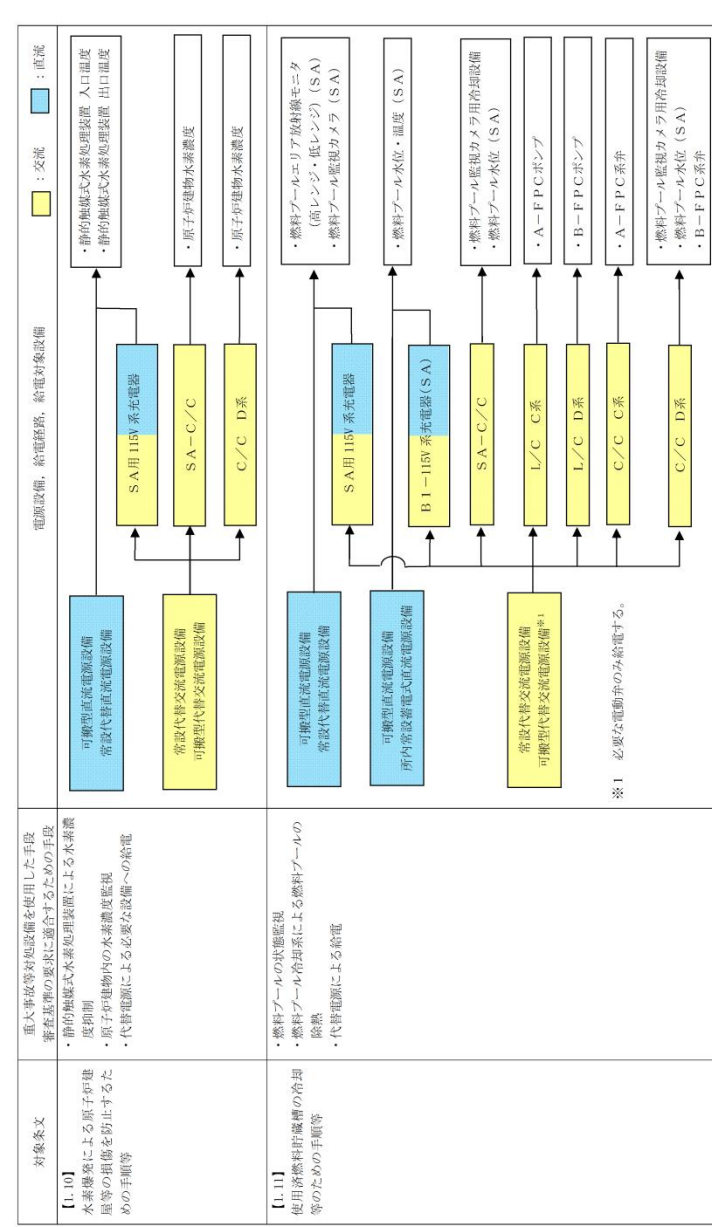 対象条文
重大事故等対処設備を使用した手段
審査基準の要求に適合するための手段
電源設備，給電経路，給電対象設備
：交流
：直流
【1.10】
水素爆発による原子炉建
屋等の損傷を防止するた
めの手順等
・静的触媒式水素処理装置による水素濃
度抑制
・原子炉建物内の水素濃度監視
・代替電源による必要な設備への給電
可搬型直流電源設備
常設代替直流電源設備
常設代替交流電源設備
可搬型代替交流電源設備
ＳＡ用115V系充電器
ＳＡ－Ｃ／Ｃ
Ｃ／Ｃ Ｄ系
・静的触媒式水素処理装置 入口温度
・静的触媒式水素処理装置 出口温度
・原子炉建物水素濃度
・原子炉建物水素濃度
【1.11】
使用済燃料貯蔵槽の冷却
等のための手順等
・燃料プールの状態監視
・燃料プール冷却系による燃料プールの
除熱
・代替電源による給電
可搬型直流電源設備
常設代替直流電源設備
可搬型直流電源設備
所内常設蓄電式直流電源設備
常設代替交流電源設備
可搬型代替交流電源設備※1
※1 必要な電動弁のみ給電する。
ＳＡ用115V系充電器
Ｂ１－115V系充電器(ＳＡ)
ＳＡ－Ｃ／Ｃ
Ｌ／Ｃ Ｃ系
Ｌ／Ｃ Ｄ系
Ｃ／Ｃ Ｃ系
Ｃ／Ｃ Ｄ系
・燃料プールエリア放射線モニタ
（高レンジ・低レンジ）（ＳＡ）
・燃料プール監視カメラ（ＳＡ）
・燃料プール水位・温度（ＳＡ）
・燃料プール監視カメラ用冷却設備
・燃料プール水位（ＳＡ）
・Ａ－ＦＰＣポンプ
・Ｂ－ＦＰＣポンプ
・Ａ－ＦＰＣ系弁
・燃料プール監視カメラ用冷却設備
・燃料プール水位（ＳＡ）
・Ｂ－ＦＰＣ系弁